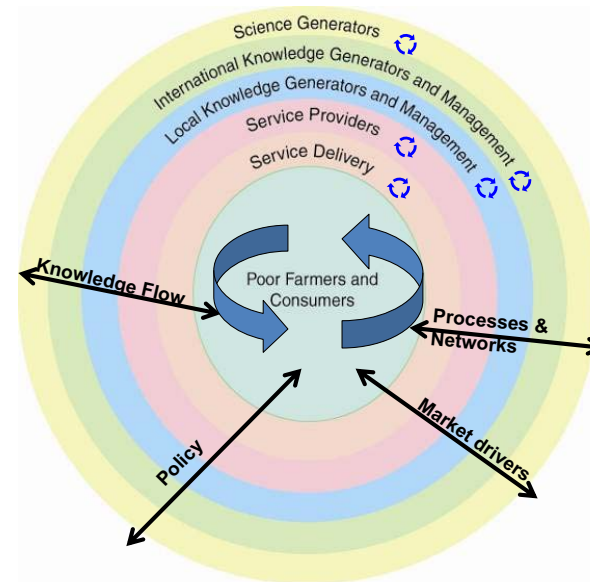 Science Generators
International Knowledge Generators and Management
Local Knowledge Generators and Management
Service Providers
Service Delivery
Poor Farmers and
Consumers
Knowledge Flow
Processes &
Networks
Market drivers
Policy